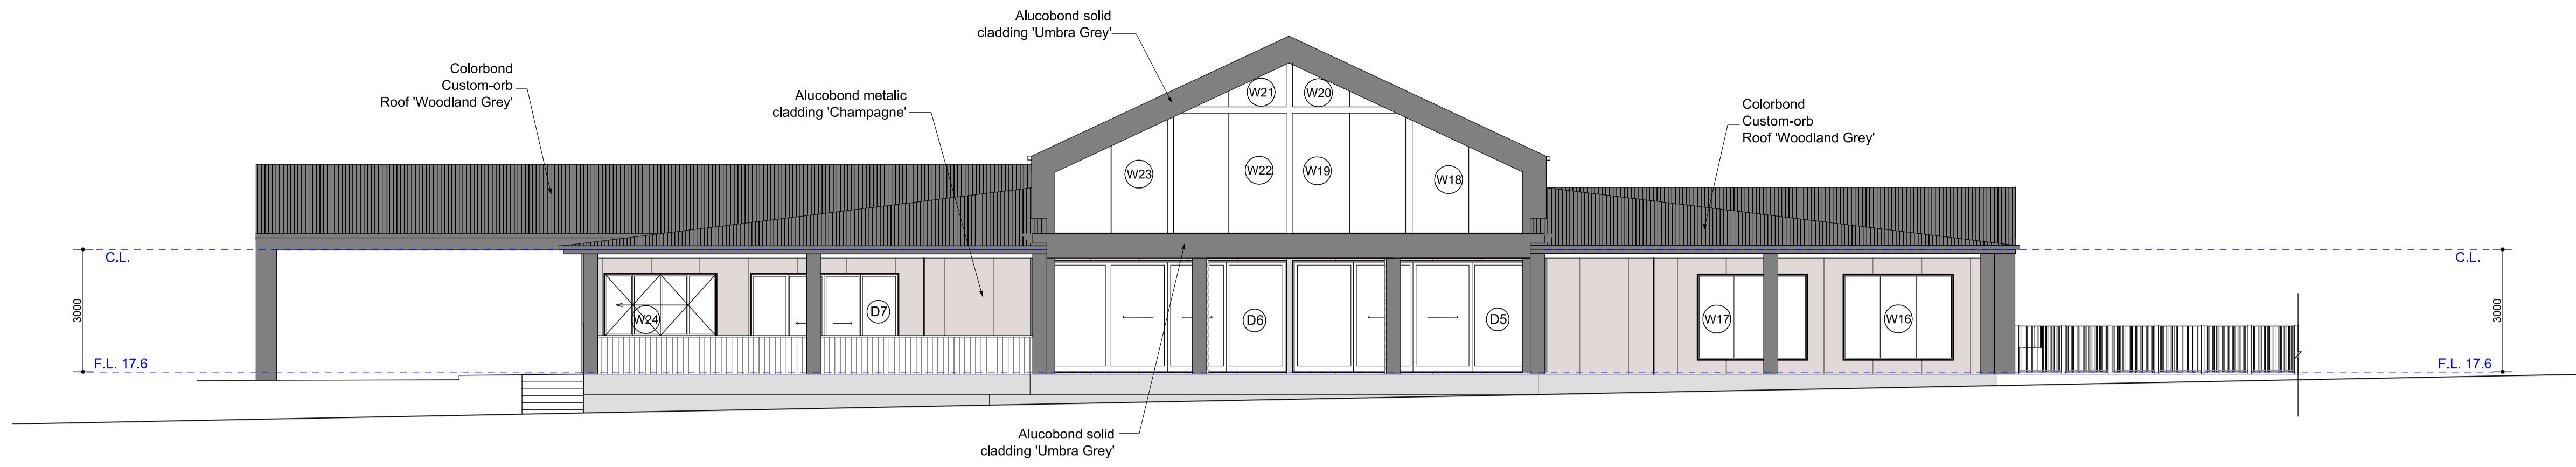 Alucobond solid
cladding 'Umbra Grey'
Colorbond
Custom-orb
Roof 'Woodland Grey'
Alucobond metalic
cladding 'Champagne'
Colorbond
Custom-orb
Roof 'Woodland Grey'
W21
W20
W23
W22
W19
W18
C.L.
C.L.
3000
3000
W24
D7
D6
D5
W17
W16
F.L. 17.6
F.L. 17.6
Alucobond solid
cladding 'Umbra Grey'